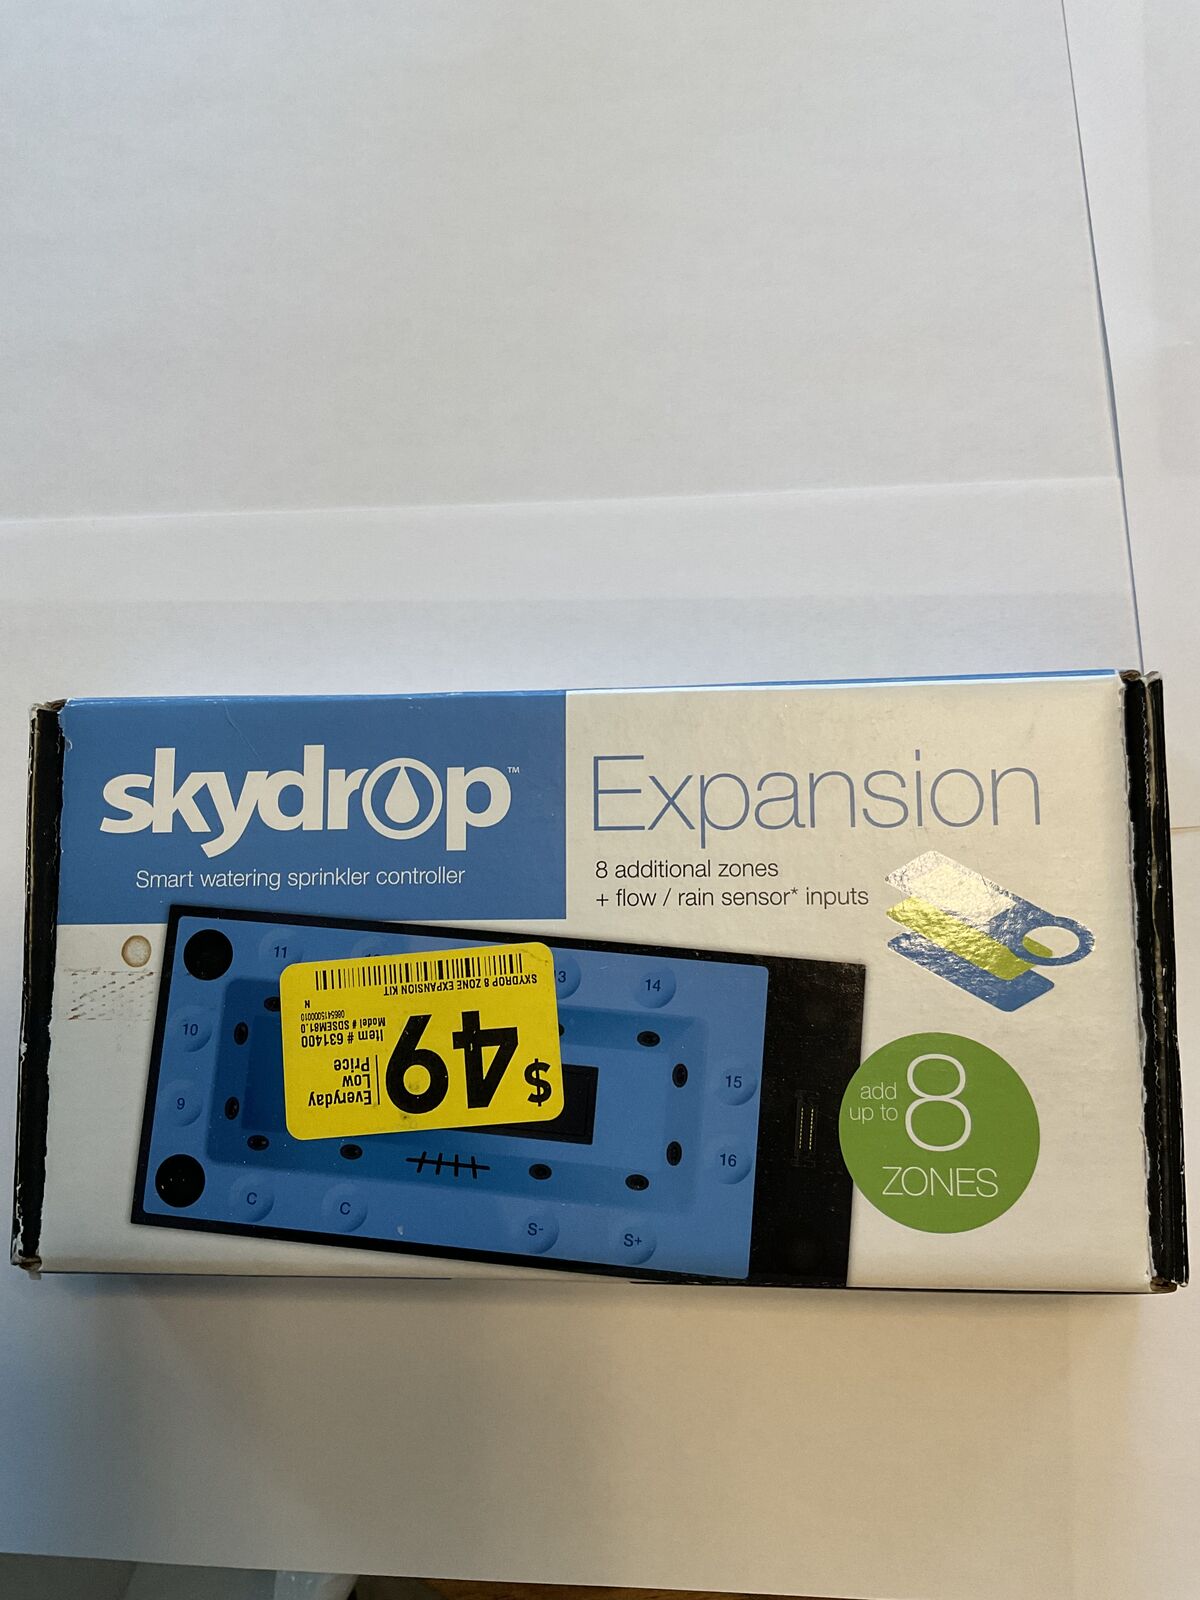 skydrop™
Smart watering sprinkler controller
Expansion
8 additional zones
+ flow / rain sensor* inputs
11
13
14
10
9
15
16
C
C
S-
S+
SKYDROP 8 ZONE EXPANSION KIT
N
086541500010
Model # SDSEM81.0
Item # 631400
$49
Everyday
Low
Price
add
up to
8
ZONES